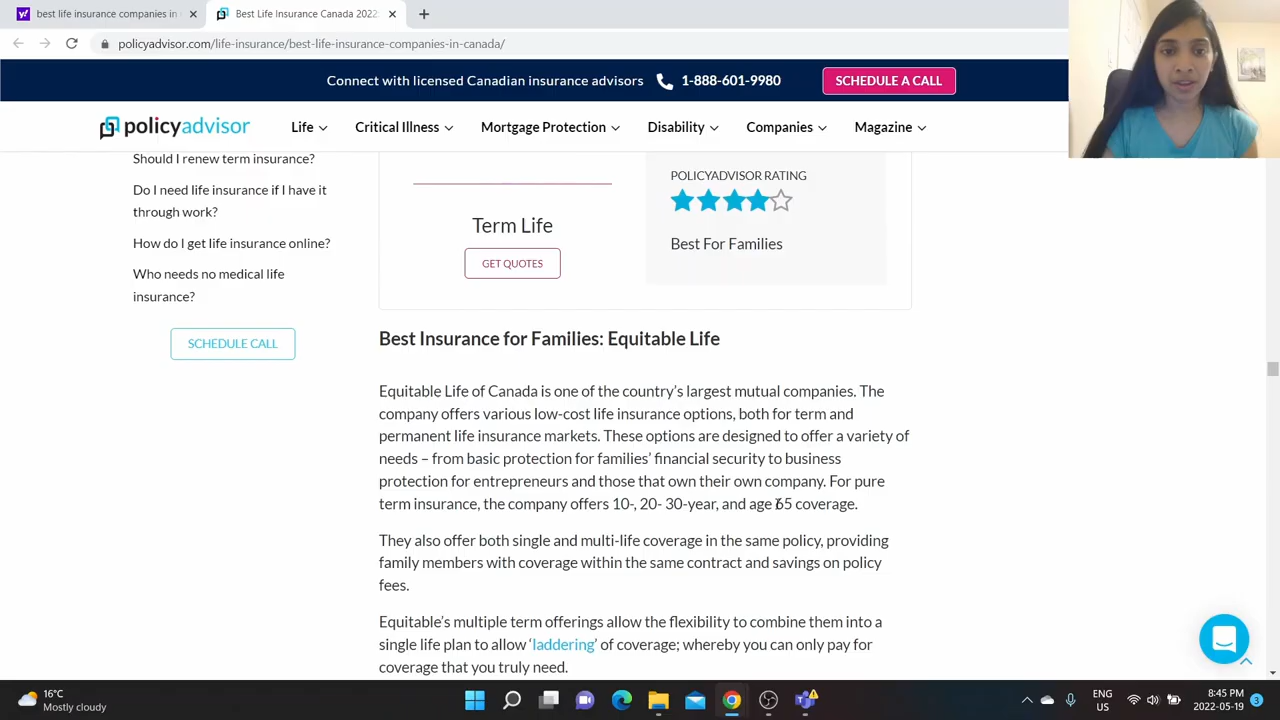 best life insurance companies in
Best Life Insurance Canada 2022:
policyadvisor.com/life-insurance/best-life-insurance-companies-in-canada/
Connect with licensed Canadian insurance advisors 1-888-601-9980 SCHEDULE A CALL
policyadvisor Life Critical Illness Mortgage Protection Disability Companies Magazine
Should I renew term insurance?
Do I need life insurance if I have it
through work?
How do I get life insurance online?
Who needs no medical life
insurance?
SCHEDULE CALL
Term Life
GET QUOTES
POLICYADVISOR RATING
Best For Families
Best Insurance for Families: Equitable Life
Equitable Life of Canada is one of the country's largest mutual companies. The
company offers various low-cost life insurance options, both for term and
permanent life insurance markets. These options are designed to offer a variety of
needs – from basic protection for families' financial security to business
protection for entrepreneurs and those that own their own company. For pure
term insurance, the company offers 10-, 20- 30-year, and age 65 coverage.
They also offer both single and multi-life coverage in the same policy, providing
family members with coverage within the same contract and savings on policy
fees.
Equitable's multiple term offerings allow the flexibility to combine them into a
single life plan to allow 'laddering' of coverage; whereby you can only pay for
coverage that you truly need.
16°C
Mostly cloudy
ENG
US
8:45 PM
2022-05-19
3